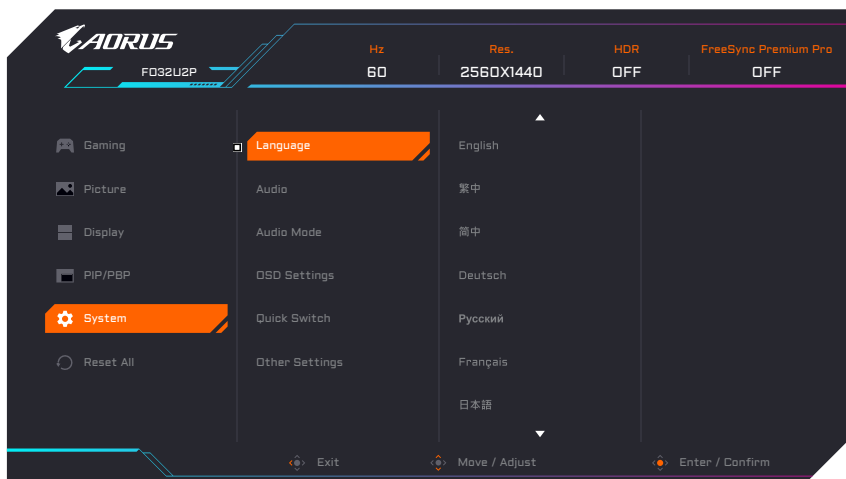 AORUS
FO32U2P
Hz
60
Res.
2560X1440
HDR
OFF
FreeSync Premium Pro
OFF
Gaming
Picture
Display
PIP/PBP
System
Reset All
Language
Audio
Audio Mode
OSD Settings
Quick Switch
Other Settings
English
繁中
简中
Deutsch
Русский
Français
日本語
Exit
Move / Adjust
Enter / Confirm